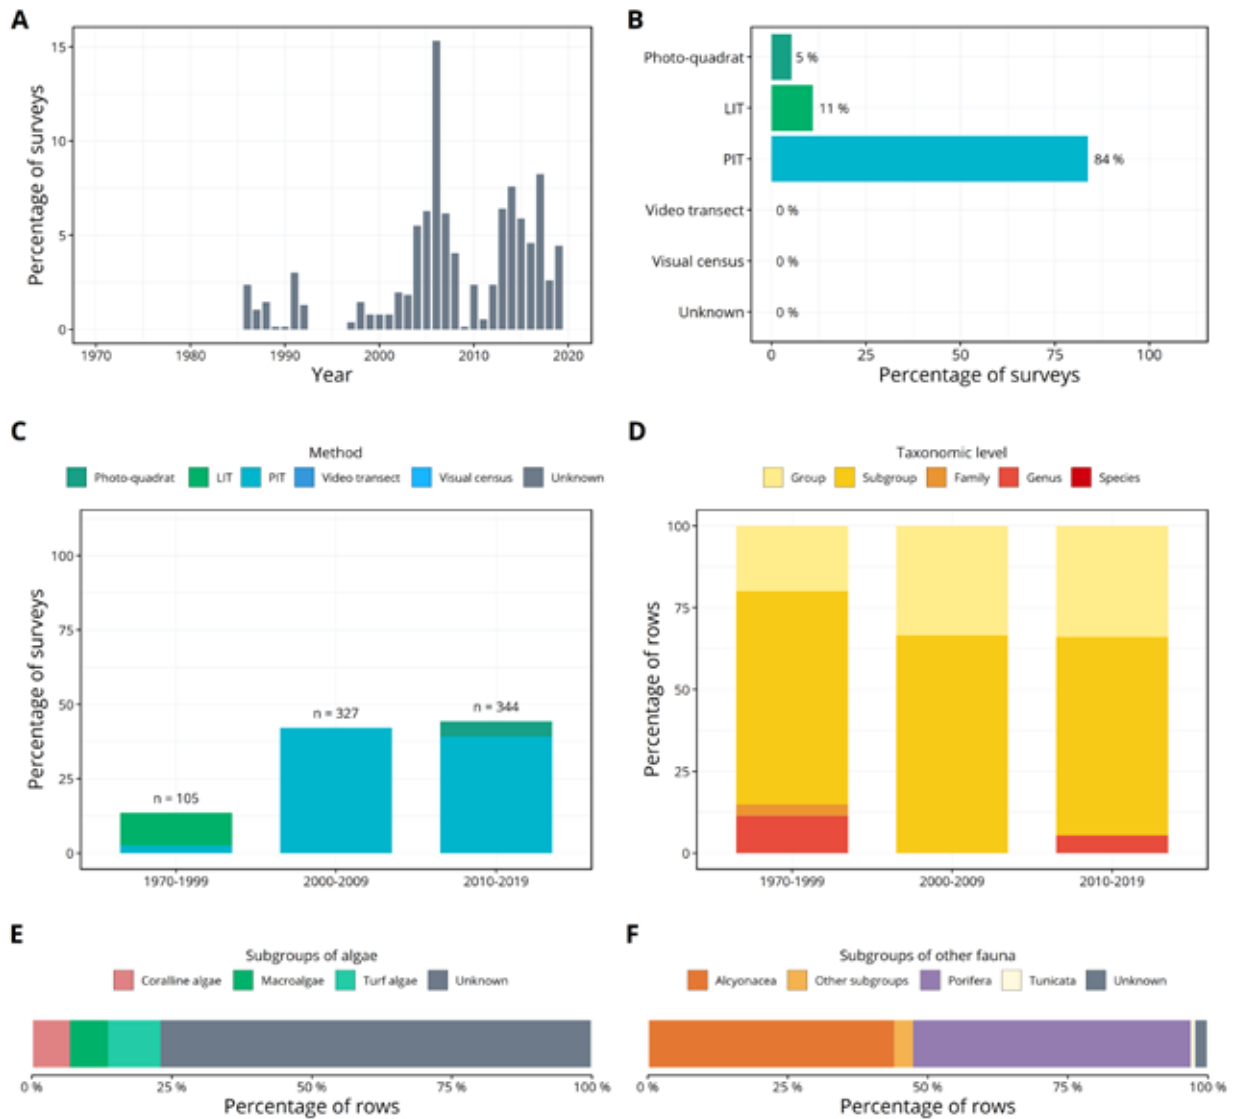 A
Percentage of surveys
15
10
5
0
1970 1980 1990 2000 2010 2020
Year
B
Photo-quadrat 5 %
LIT 11 %
PIT 84 %
Video transect 0 %
Visual census 0 %
Unknown 0 %
0 25 50 75 100
Percentage of surveys
C
Method
Photo-quadrat LIT PIT Video transect Visual census Unknown
Percentage of surveys
100
75
50
25
0
n = 105
n = 327
n = 344
1970-1999 2000-2009 2010-2019
D
Taxonomic level
Group Subgroup Family Genus Species
Percentage of rows
100
75
50
25
0
1970-1999 2000-2009 2010-2019
E
Subgroups of algae
Coralline algae Macroalgae Turf algae Unknown
0 % 25 % 50 % 75 % 100 %
Percentage of rows
F
Subgroups of other fauna
Alcyonacea Other subgroups Porifera Tunicata Unknown
0 % 25 % 50 % 75 % 100 %
Percentage of rows